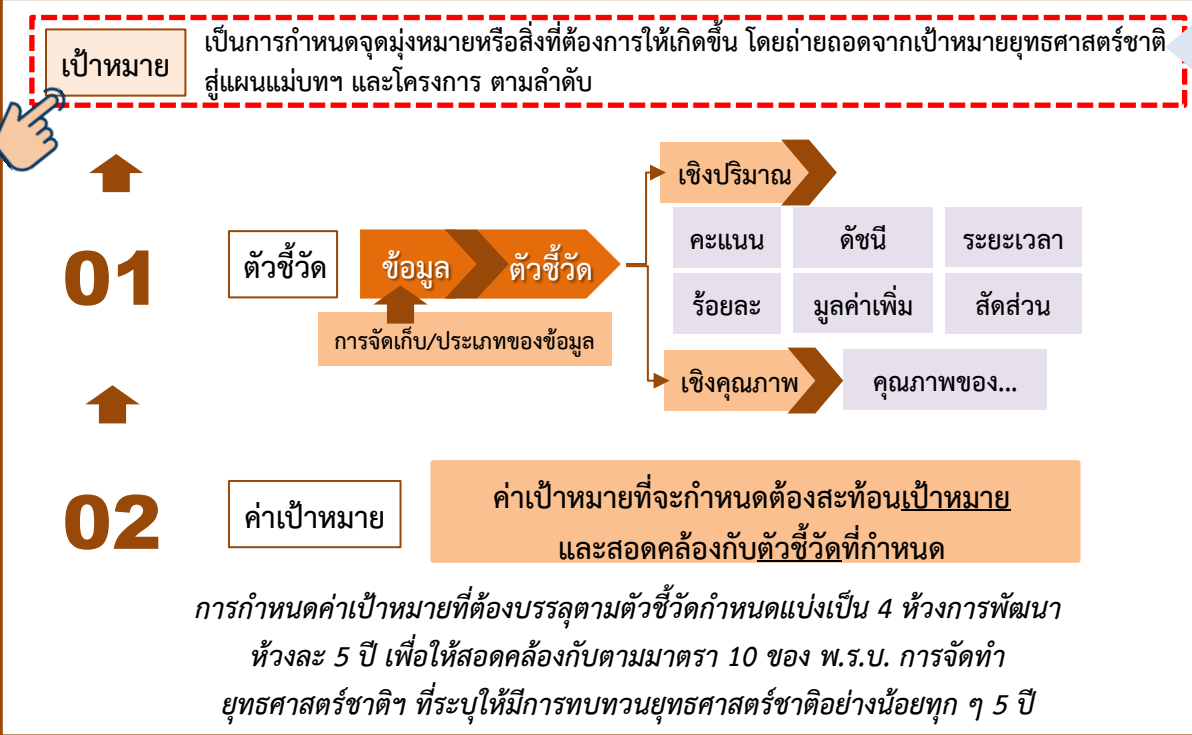 เป้าหมาย
เป็นการกำหนดจุดมุ่งหมายหรือสิ่งที่ต้องการให้เกิดขึ้น โดยถ่ายถอดจากเป้าหมายยุทธศาสตร์ชาติ
สู่แผนแม่บทฯ และโครงการ ตามลำดับ
01
ตัวชี้วัด
ข้อมูล
ตัวชี้วัด
การจัดเก็บ/ประเภทของข้อมูล
เชิงปริมาณ
คะแนน
ดัชนี
ระยะเวลา
ร้อยละ
มูลค่าเพิ่ม
สัดส่วน
เชิงคุณภาพ
คุณภาพของ...
02
ค่าเป้าหมาย
ค่าเป้าหมายที่จะกำหนดต้องสะท้อนเป้าหมาย
และสอดคล้องกับตัวชี้วัดที่กำหนด
การกำหนดค่าเป้าหมายที่ต้องบรรลุตามตัวชี้วัดกำหนดแบ่งเป็น 4 ห้วงการพัฒนา
ห้วงละ 5 ปี เพื่อให้สอดคล้องกับตามมาตรา 10 ของ พ.ร.บ. การจัดทำ
ยุทธศาสตร์ชาติฯ ที่ระบุให้มีการทบทวนยุทธศาสตร์ชาติอย่างน้อยทุก ๆ 5 ปี